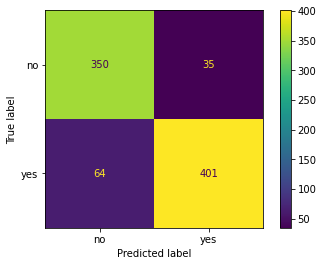 400
no
350
35
350
300
250
True label
200
150
yes
64
401
100
50
no
yes
Predicted label